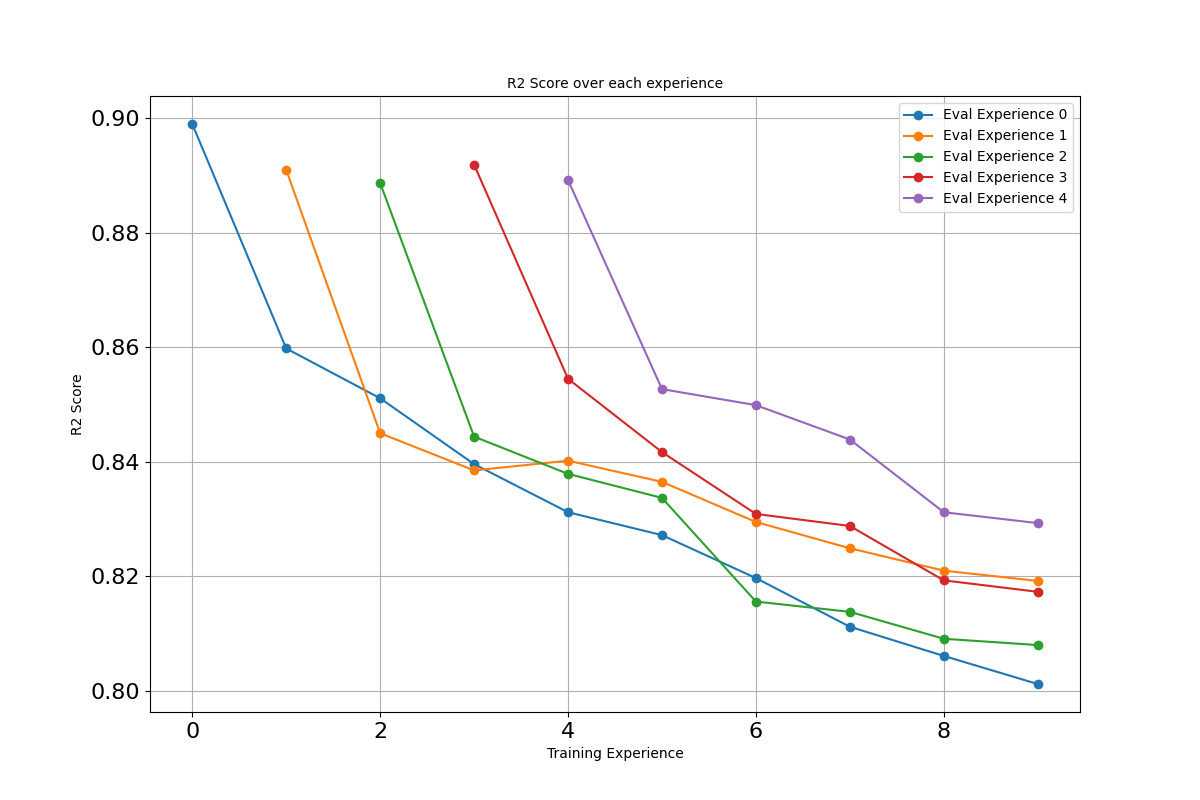 R2 Score over each experience
Eval Experience 0
Eval Experience 1
Eval Experience 2
Eval Experience 3
Eval Experience 4
0.90
0.88
0.86
0.84
0.82
0.80
R2 Score
0 2 4 6 8
Training Experience